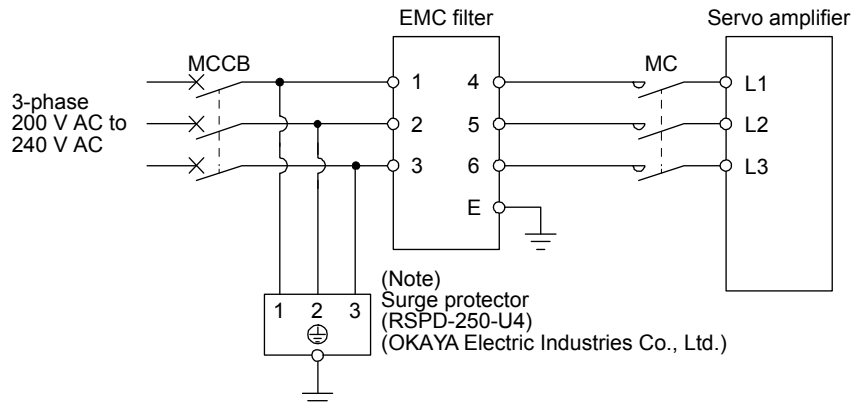 EMC filter
Servo amplifier
MCCB
MC
3-phase
200 V AC to
240 V AC
1
4
L1
2
5
L2
3
6
L3
E
1 2 3
(Note)
Surge protector
(RSPD-250-U4)
(OKAYA Electric Industries Co., Ltd.)